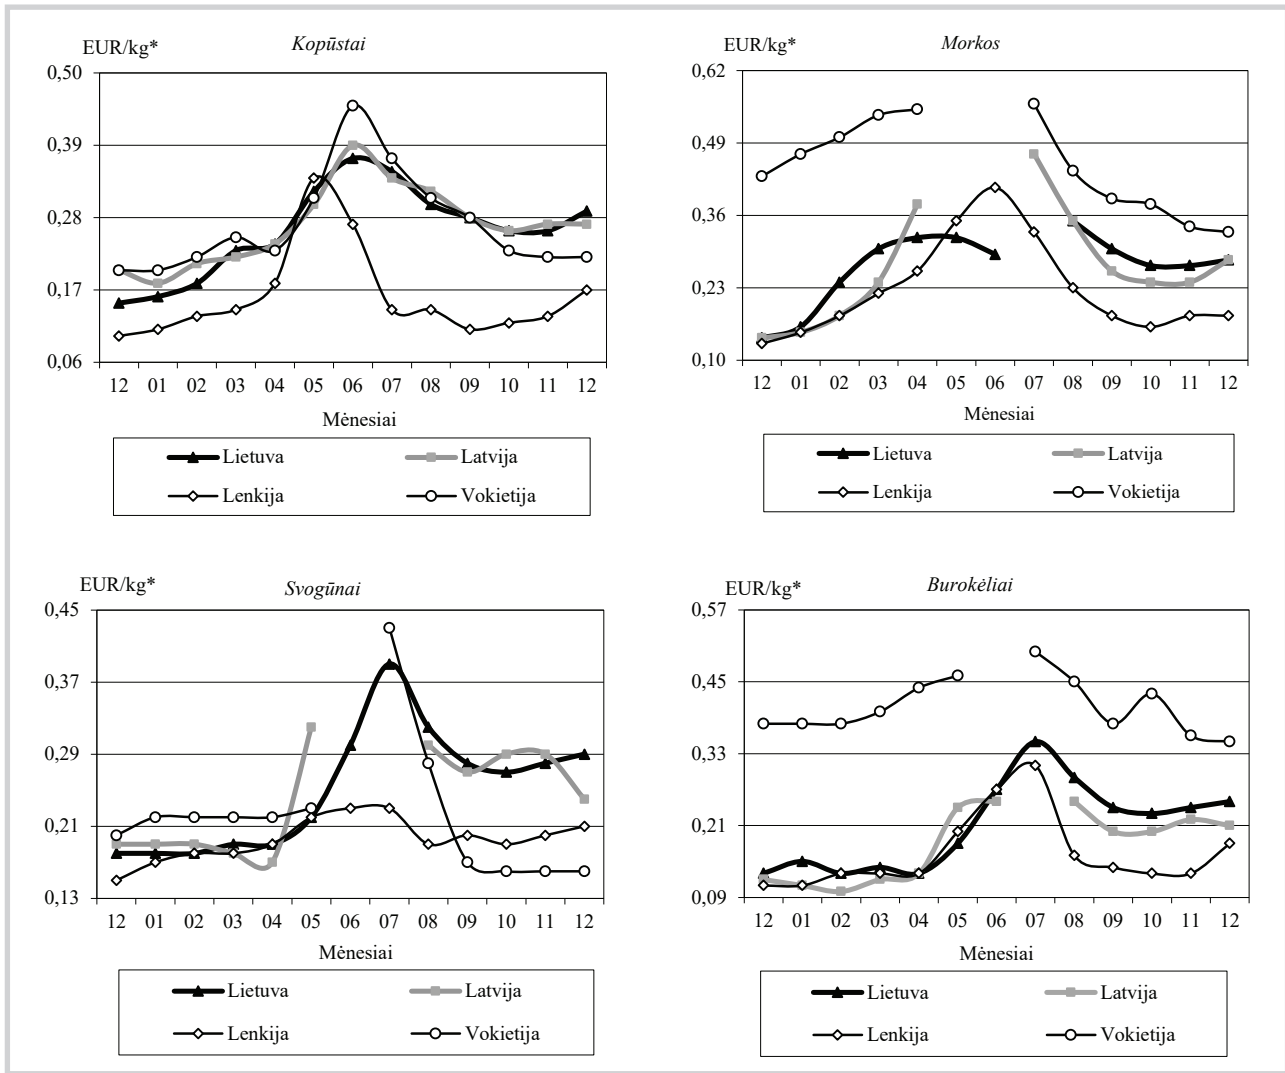 EUR/kg*
Kopūstai
0,50
0,39
0,28
0,17
0,06
12 01 02 03 04 05 06 07 08 09 10 11 12
Mėnesiai
Lietuva Latvija
Lenkija Vokietija
EUR/kg*
Morkos
0,62
0,49
0,36
0,23
0,10
12 01 02 03 04 05 06 07 08 09 10 11 12
Mėnesiai
Lietuva Latvija
Lenkija Vokietija
EUR/kg*
Svogūnai
0,45
0,37
0,29
0,21
0,13
12 01 02 03 04 05 06 07 08 09 10 11 12
Mėnesiai
Lietuva Latvija
Lenkija Vokietija
EUR/kg*
Burokėliai
0,57
0,45
0,33
0,21
0,09
12 01 02 03 04 05 06 07 08 09 10 11 12
Mėnesiai
Lietuva Latvija
Lenkija Vokietija